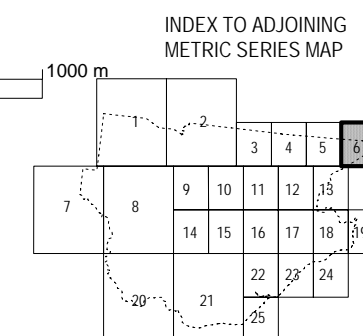 INDEX TO ADJOINING
METRIC SERIES MAP
1000 m
1 2
3 4 5 6
7 8 9 10 11 12 13
14 15 16 17 18 19
22 23 24
20 21
25